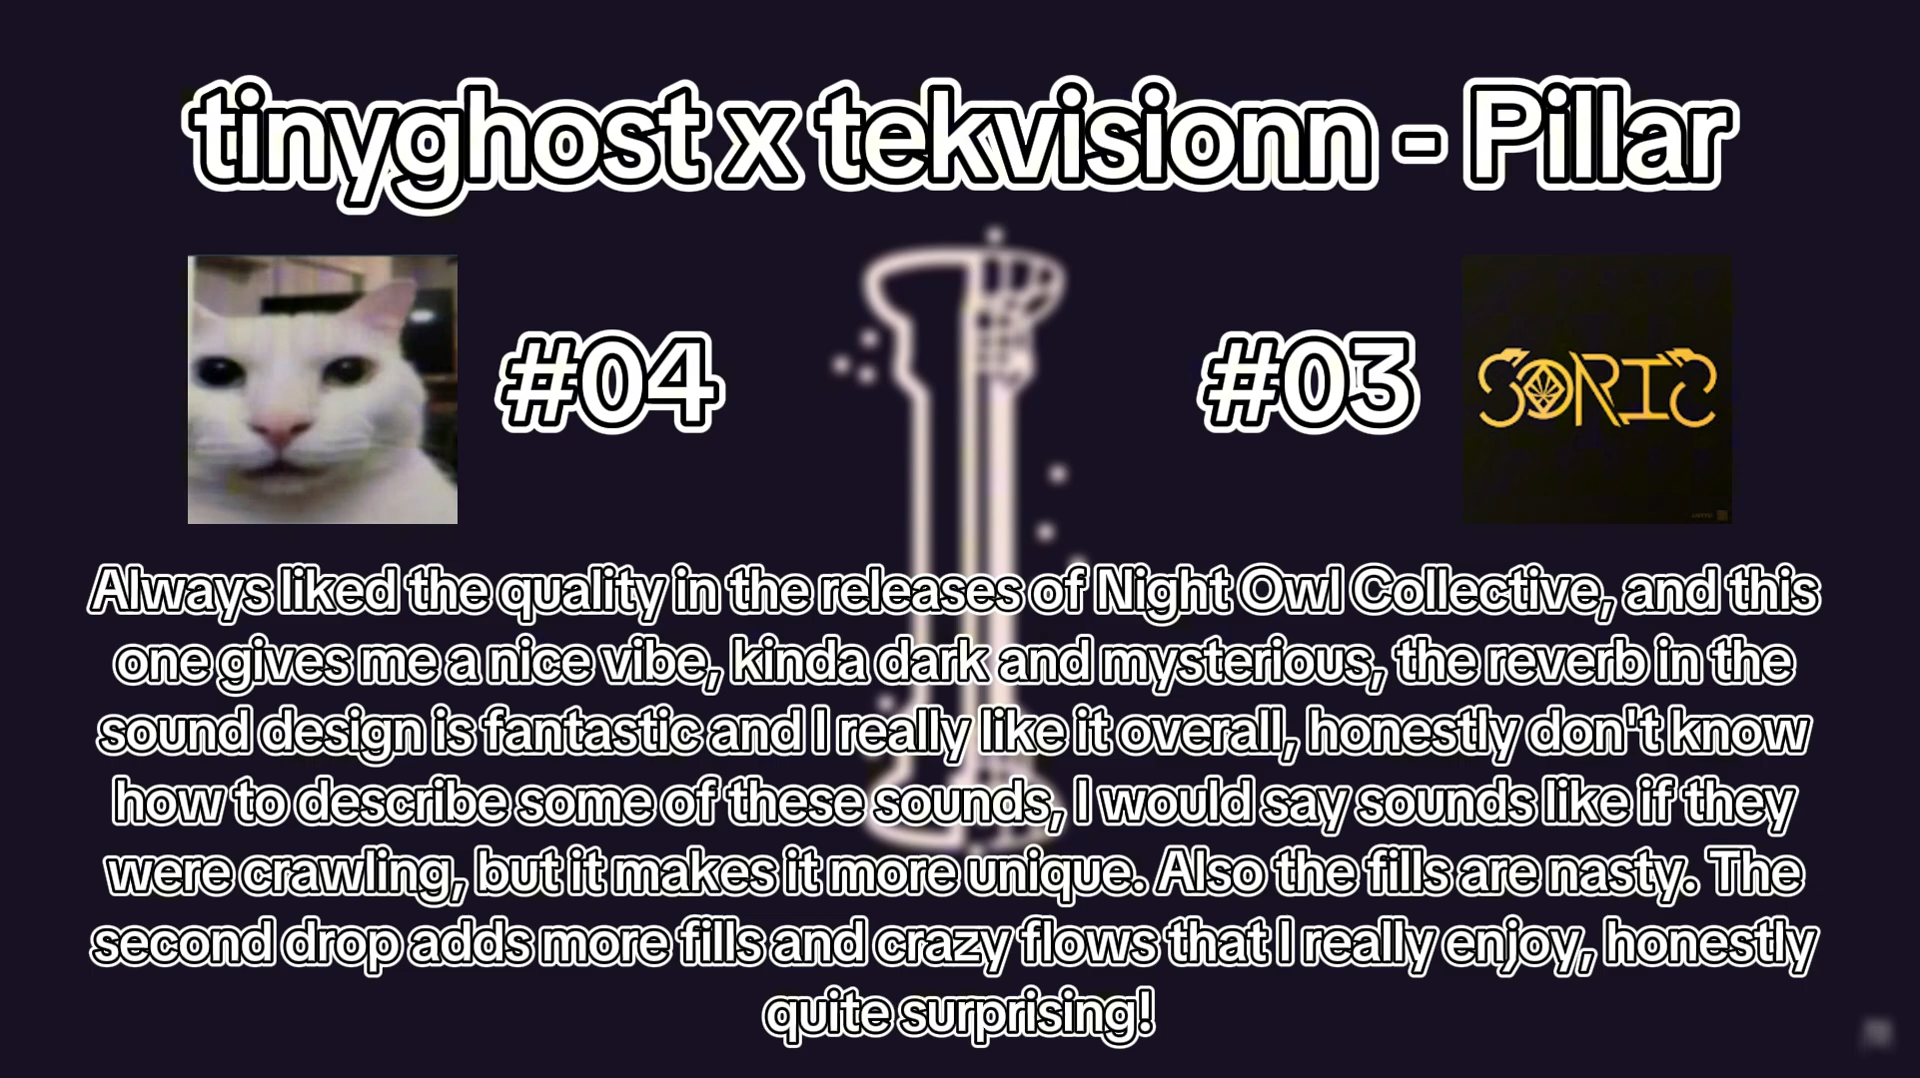 tinyghost x tekvisionn - Pillar
#04
#03
SORIS
Always liked the quality in the releases of Night Owl Collective, and this
one gives me a nice vibe, kinda dark and mysterious, the reverb in the
sound design is fantastic and I really like it overall, honestly don't know
how to describe some of these sounds, I would say sounds like if they
were crawling, but it makes it more unique. Also the fills are nasty. The
second drop adds more fills and crazy flows that I really enjoy, honestly
quite surprising!